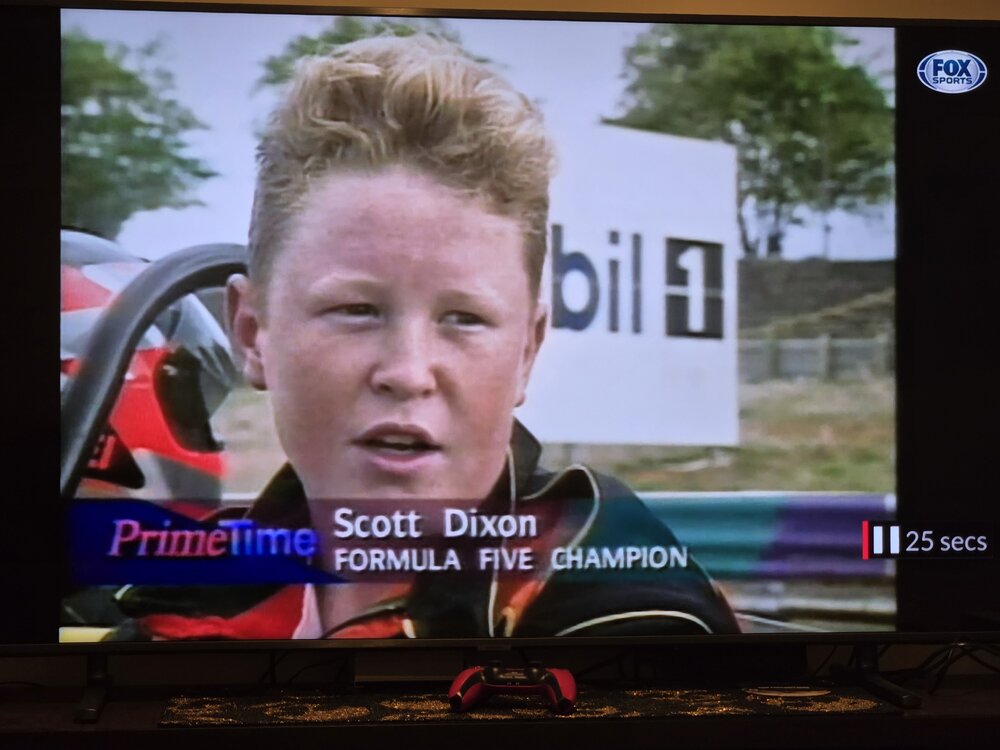 FOX
SPORTS
bil 1
PrimeTime
Scott Dixon
FORMULA FIVE CHAMPION
25 secs